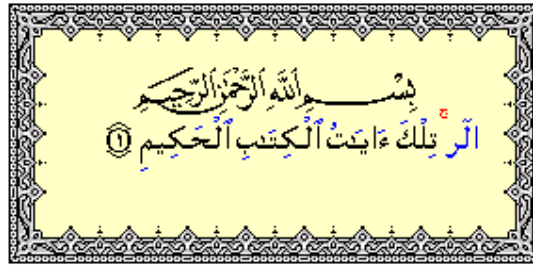 بِسْمِ ٱللَّهِ ٱلرَّحْمَٰنِ ٱلرَّحِيمِ
الٓر ۚ تِلْكَ ءَايَٰتُ ٱلْكِتَٰبِ ٱلْحَكِيمِ ١